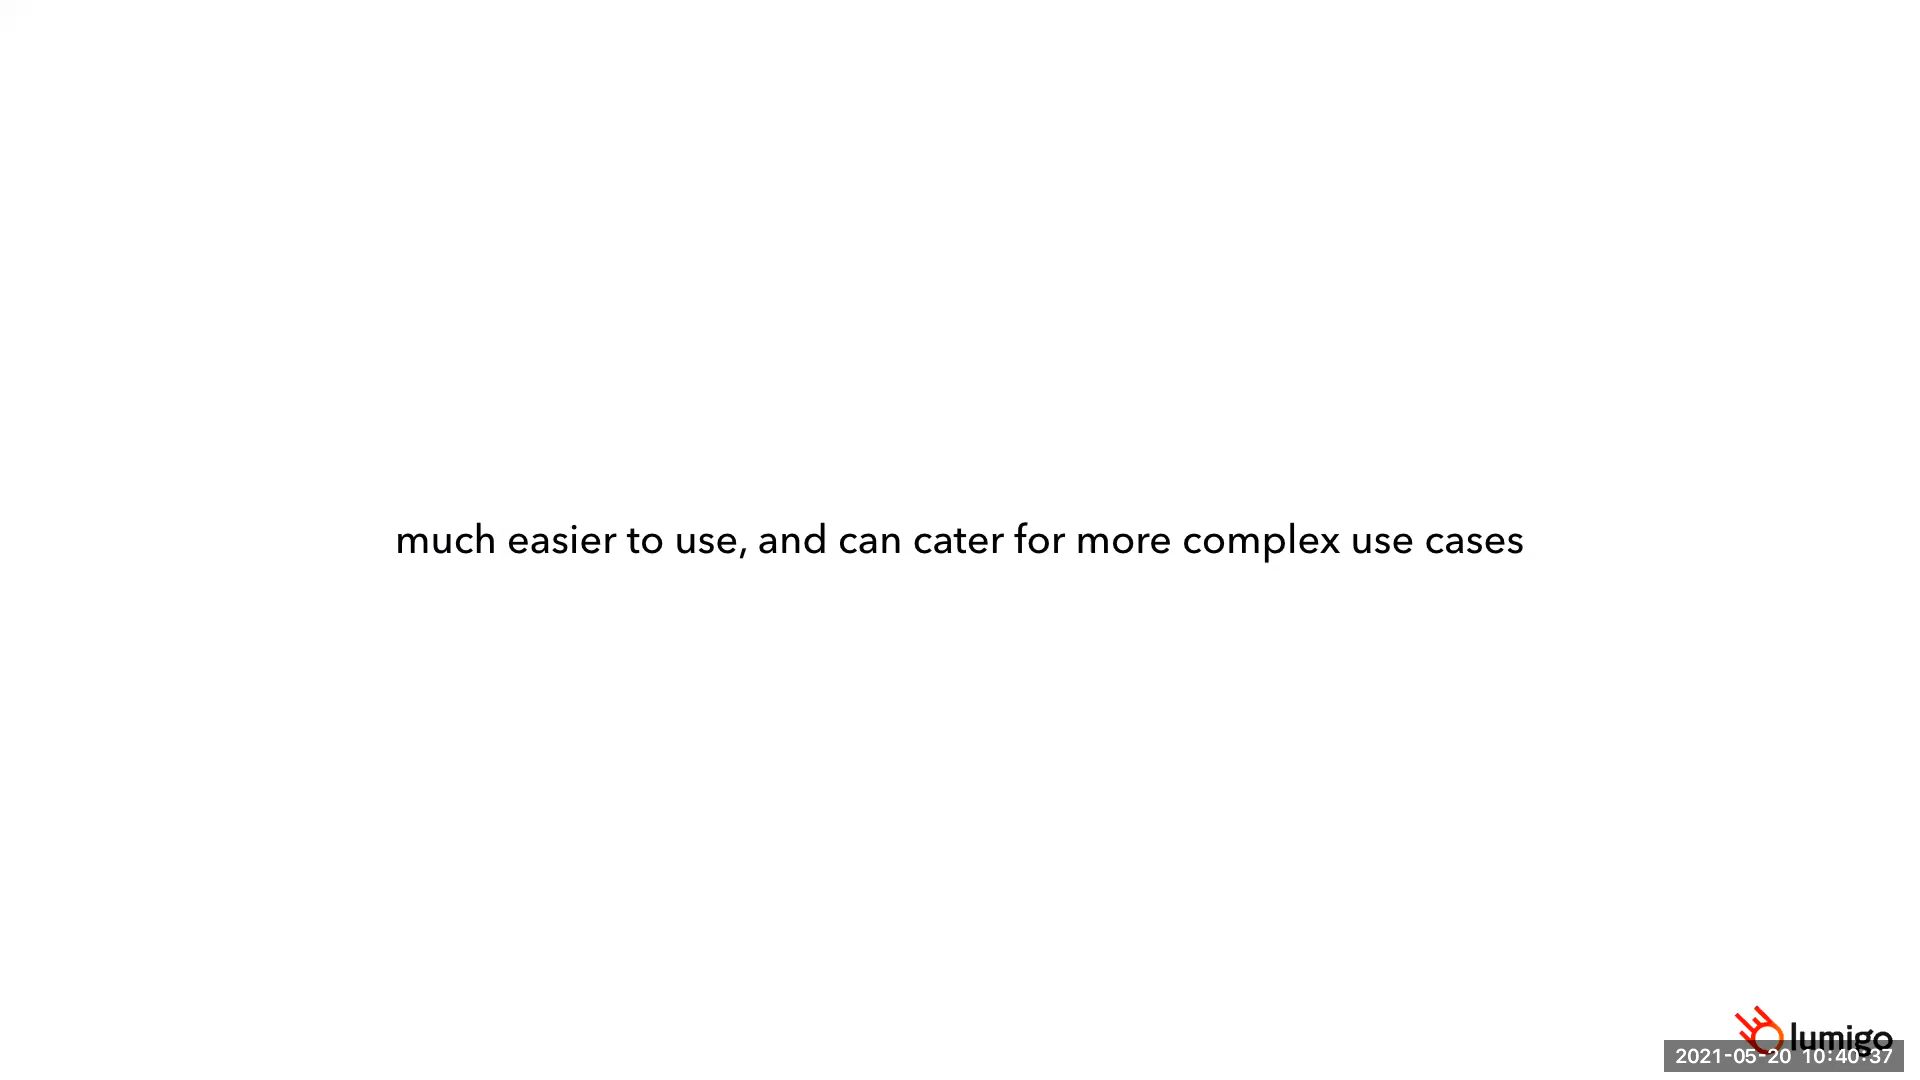 much easier to use, and can cater for more complex use cases
lumigo
2021-05-20 10:40:37